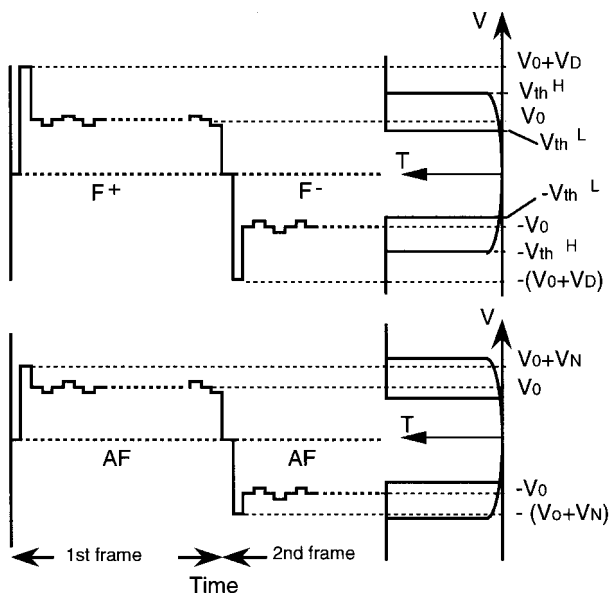 V
V0+VD
Vth H
V0
Vth L
T
F+
F-
-Vth L
-V0
-Vth H
-(V0+VD)
V
V0+VN
V0
T
AF
AF
-V0
-(Vo+VN)
1st frame
2nd frame
Time